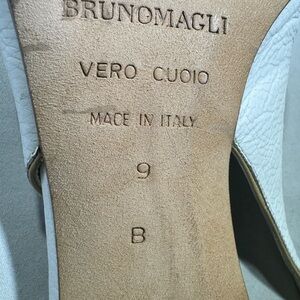 BRUNOMAGLI
VERO CUOIO
MADE IN ITALY
9
B